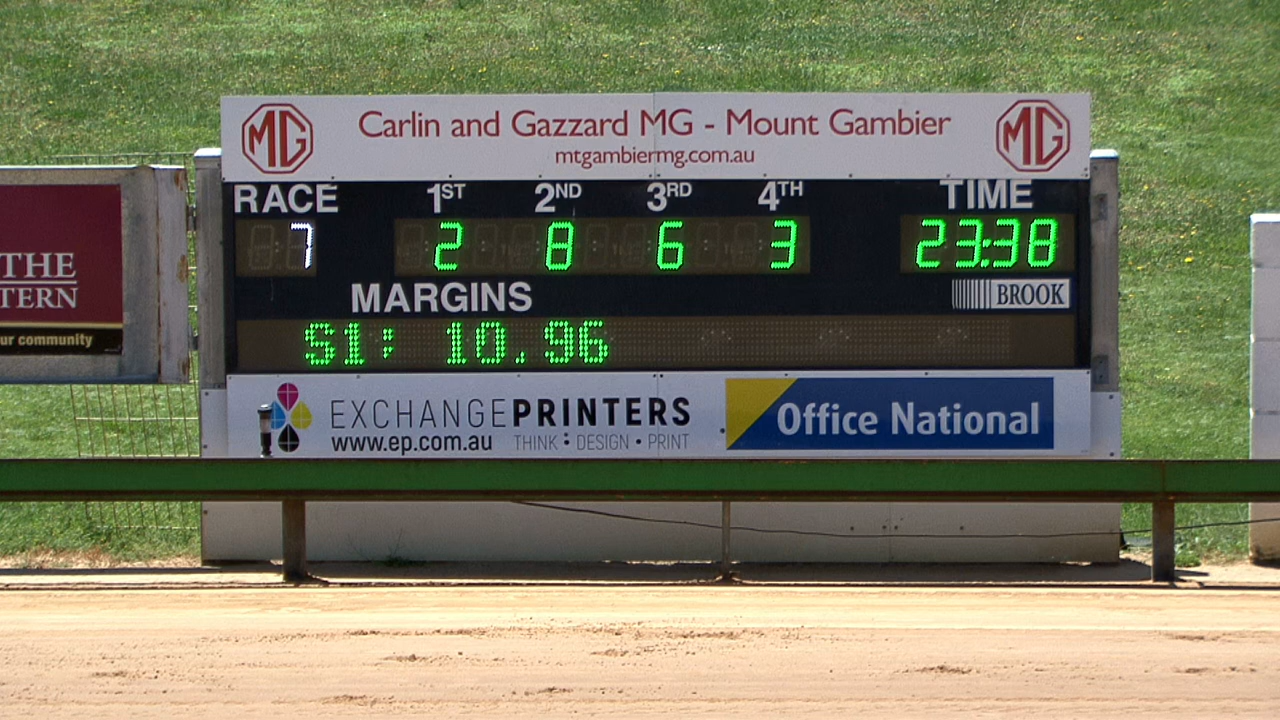 MG Carlin and Gazzard MG - Mount Gambier MG
mtgambiermg.com.au
RACE 1ST 2ND 3RD 4TH TIME
7 2 8 6 3 23:38
MARGINS BROOK
S1: 10.96
THE
TERN
ur community
EXCHANGEPRINTERS
www.ep.com.au THINK : DESIGN • PRINT
Office National